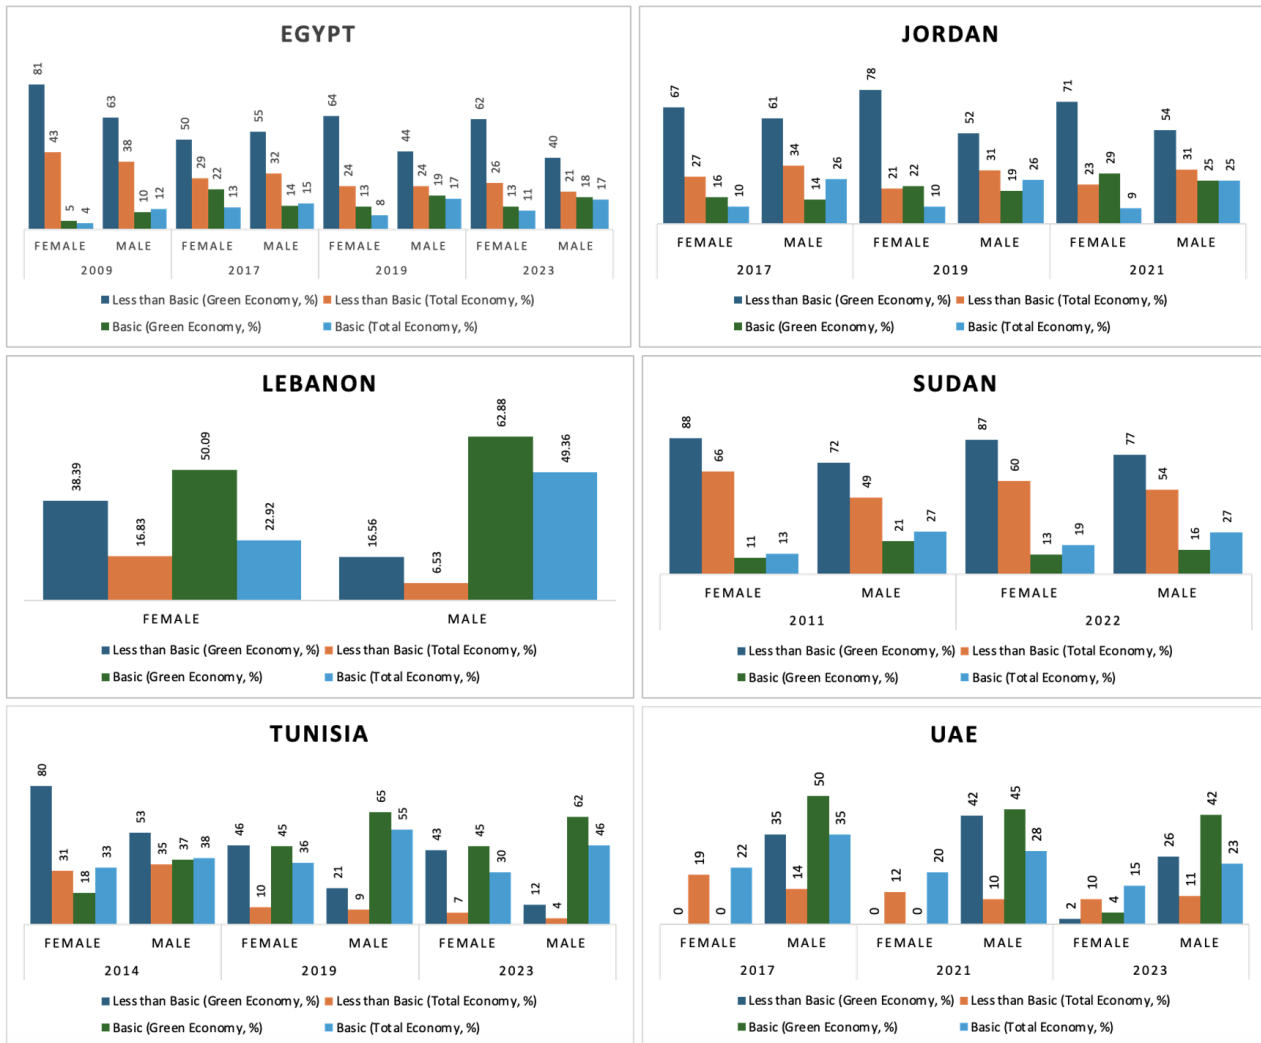 EGYPT
81 43 5 4 63 38 10 12 50 29 22 13 55 32 14 15 64 24 13 8 44 24 19 17 62 26 13 11 40 21 18 17
FEMALE MALE FEMALE MALE FEMALE MALE FEMALE MALE
2009 2017 2019 2023
Less than Basic (Green Economy, %) Less than Basic (Total Economy, %)
Basic (Green Economy, %) Basic (Total Economy, %)
JORDAN
67 27 16 10 61 34 14 26 78 21 22 10 52 31 19 26 71 23 29 9 54 31 25 25
FEMALE MALE FEMALE MALE FEMALE MALE
2017 2019 2021
Less than Basic (Green Economy, %) Less than Basic (Total Economy, %)
Basic (Green Economy, %) Basic (Total Economy, %)
LEBANON
38.39 16.83 50.09 22.92 16.56 6.53 62.88 49.36
FEMALE MALE
Less than Basic (Green Economy, %) Less than Basic (Total Economy, %)
Basic (Green Economy, %) Basic (Total Economy, %)
SUDAN
88 66 11 13 72 49 21 27 87 60 13 19 77 54 16 27
FEMALE MALE FEMALE MALE
2011 2022
Less than Basic (Green Economy, %) Less than Basic (Total Economy, %)
Basic (Green Economy, %) Basic (Total Economy, %)
TUNISIA
80 31 18 33 53 35 37 38 46 10 45 36 21 9 65 55 43 7 45 30 12 4 62 46
FEMALE MALE FEMALE MALE FEMALE MALE
2014 2019 2023
Less than Basic (Green Economy, %) Less than Basic (Total Economy, %)
Basic (Green Economy, %) Basic (Total Economy, %)
UAE
0 19 0 22 35 14 50 35 0 12 0 20 42 10 45 28 2 10 4 15 26 11 42 23
FEMALE MALE FEMALE MALE FEMALE MALE
2017 2021 2023
Less than Basic (Green Economy, %) Less than Basic (Total Economy, %)
Basic (Green Economy, %) Basic (Total Economy, %)